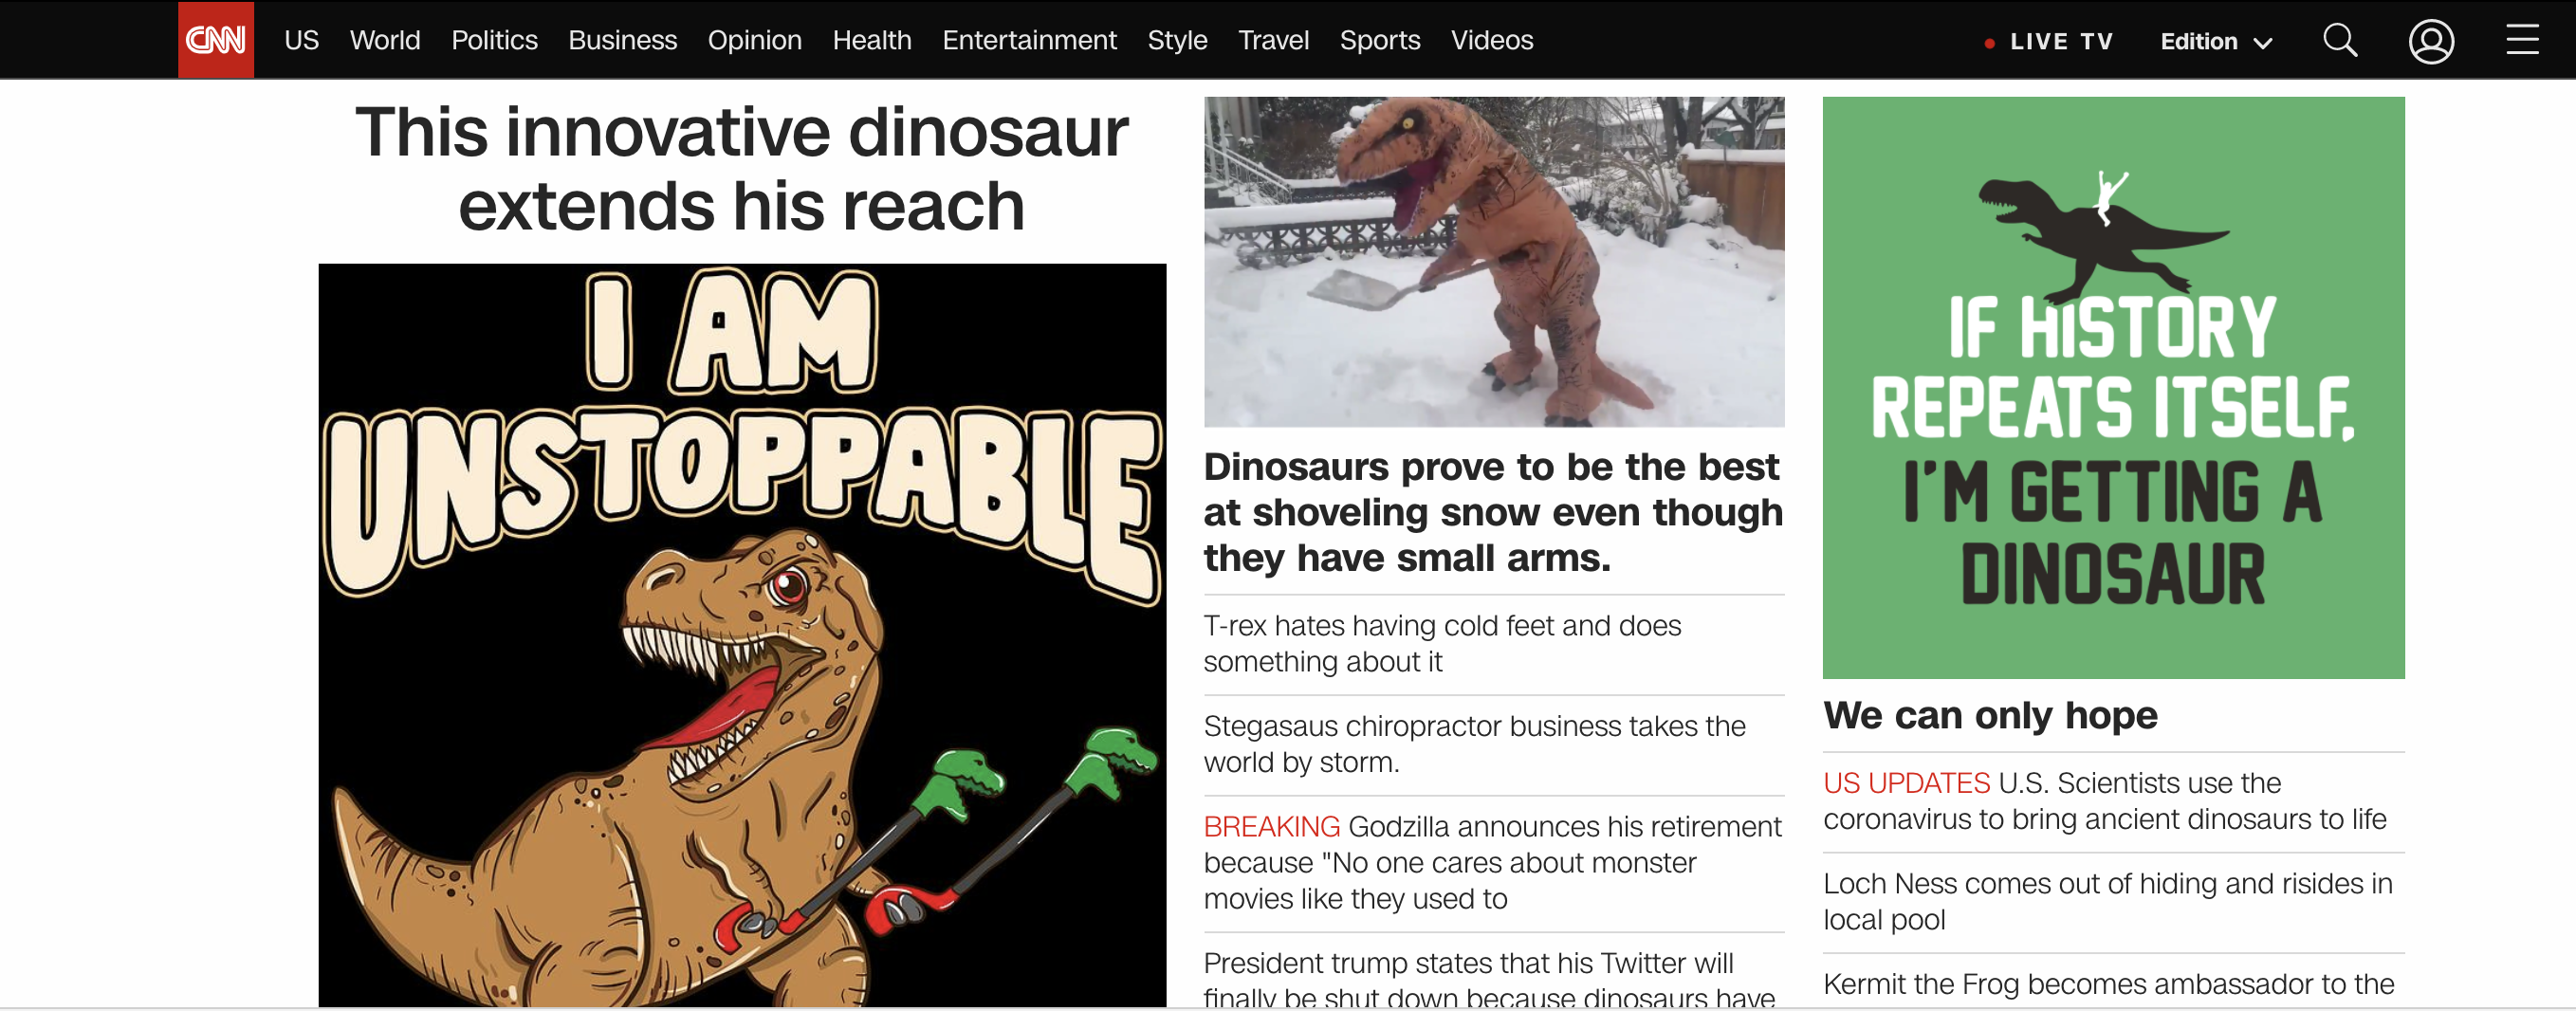 CNN US World Politics Business Opinion Health Entertainment Style Travel Sports Videos LIVE TV Edition
This innovative dinosaur
extends his reach
I AM
UNSTOPPABLE
Dinosaurs prove to be the best
at shoveling snow even though
they have small arms.
T-rex hates having cold feet and does
something about it
Stegasaus chiropractor business takes the
world by storm.
BREAKING Godzilla announces his retirement
because "No one cares about monster
movies like they used to
President trump states that his Twitter will
finally be shut down because dinosaurs have
IF HISTORY
REPEATS ITSELF,
I'M GETTING A
DINOSAUR
We can only hope
US UPDATES U.S. Scientists use the
coronavirus to bring ancient dinosaurs to life
Loch Ness comes out of hiding and risides in
local pool
Kermit the Frog becomes ambassador to the